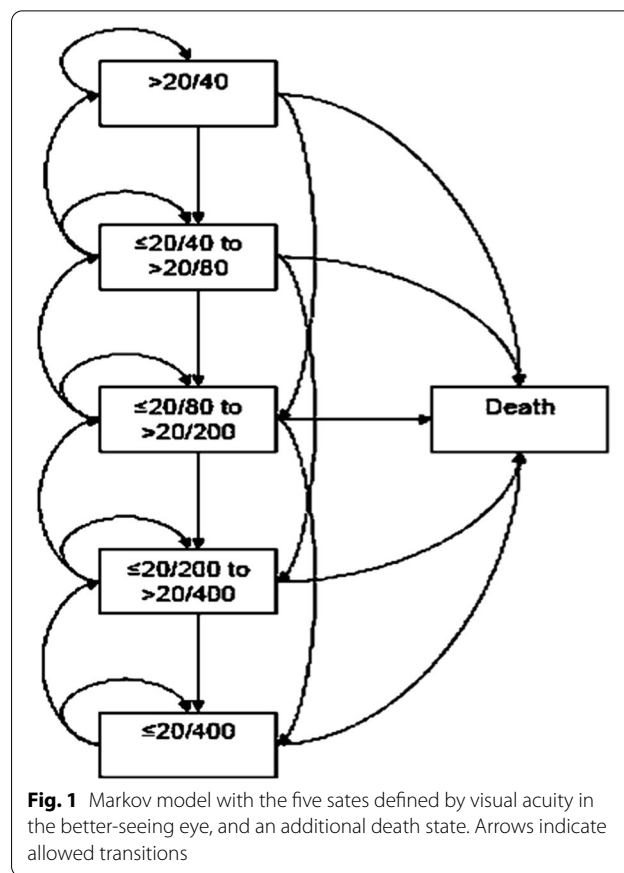 >20/40
≤20/40 to
>20/80
≤20/80 to
>20/200
Death
≤20/200 to
>20/400
≤20/400
Fig. 1 Markov model with the five sates defined by visual acuity in
the better-seeing eye, and an additional death state. Arrows indicate
allowed transitions